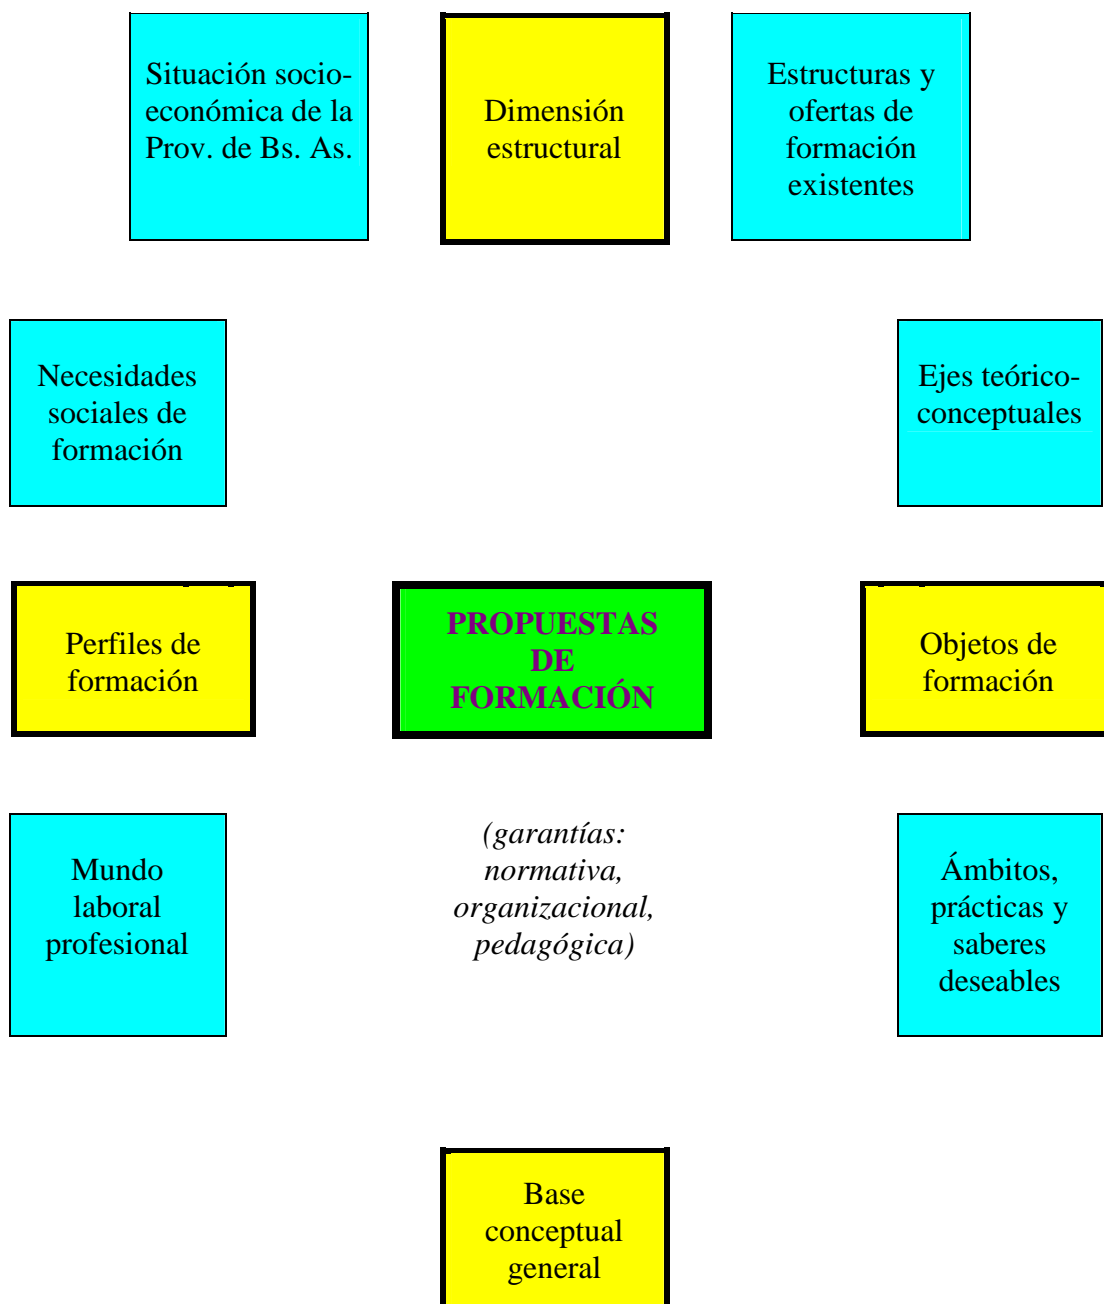 Situación socio-
económica de la
Prov. de Bs. As.
Dimensión
estructural
Estructuras y
ofertas de
formación
existentes
Necesidades
sociales de
formación
Ejes teórico-
conceptuales
Perfiles de
formación
PROPUESTAS
DE
FORMACIÓN
Objetos de
formación
Mundo
laboral
profesional
(garantías:
normativa,
organizacional,
pedagógica)
Ámbitos,
prácticas y
saberes
deseables
Base
conceptual
general